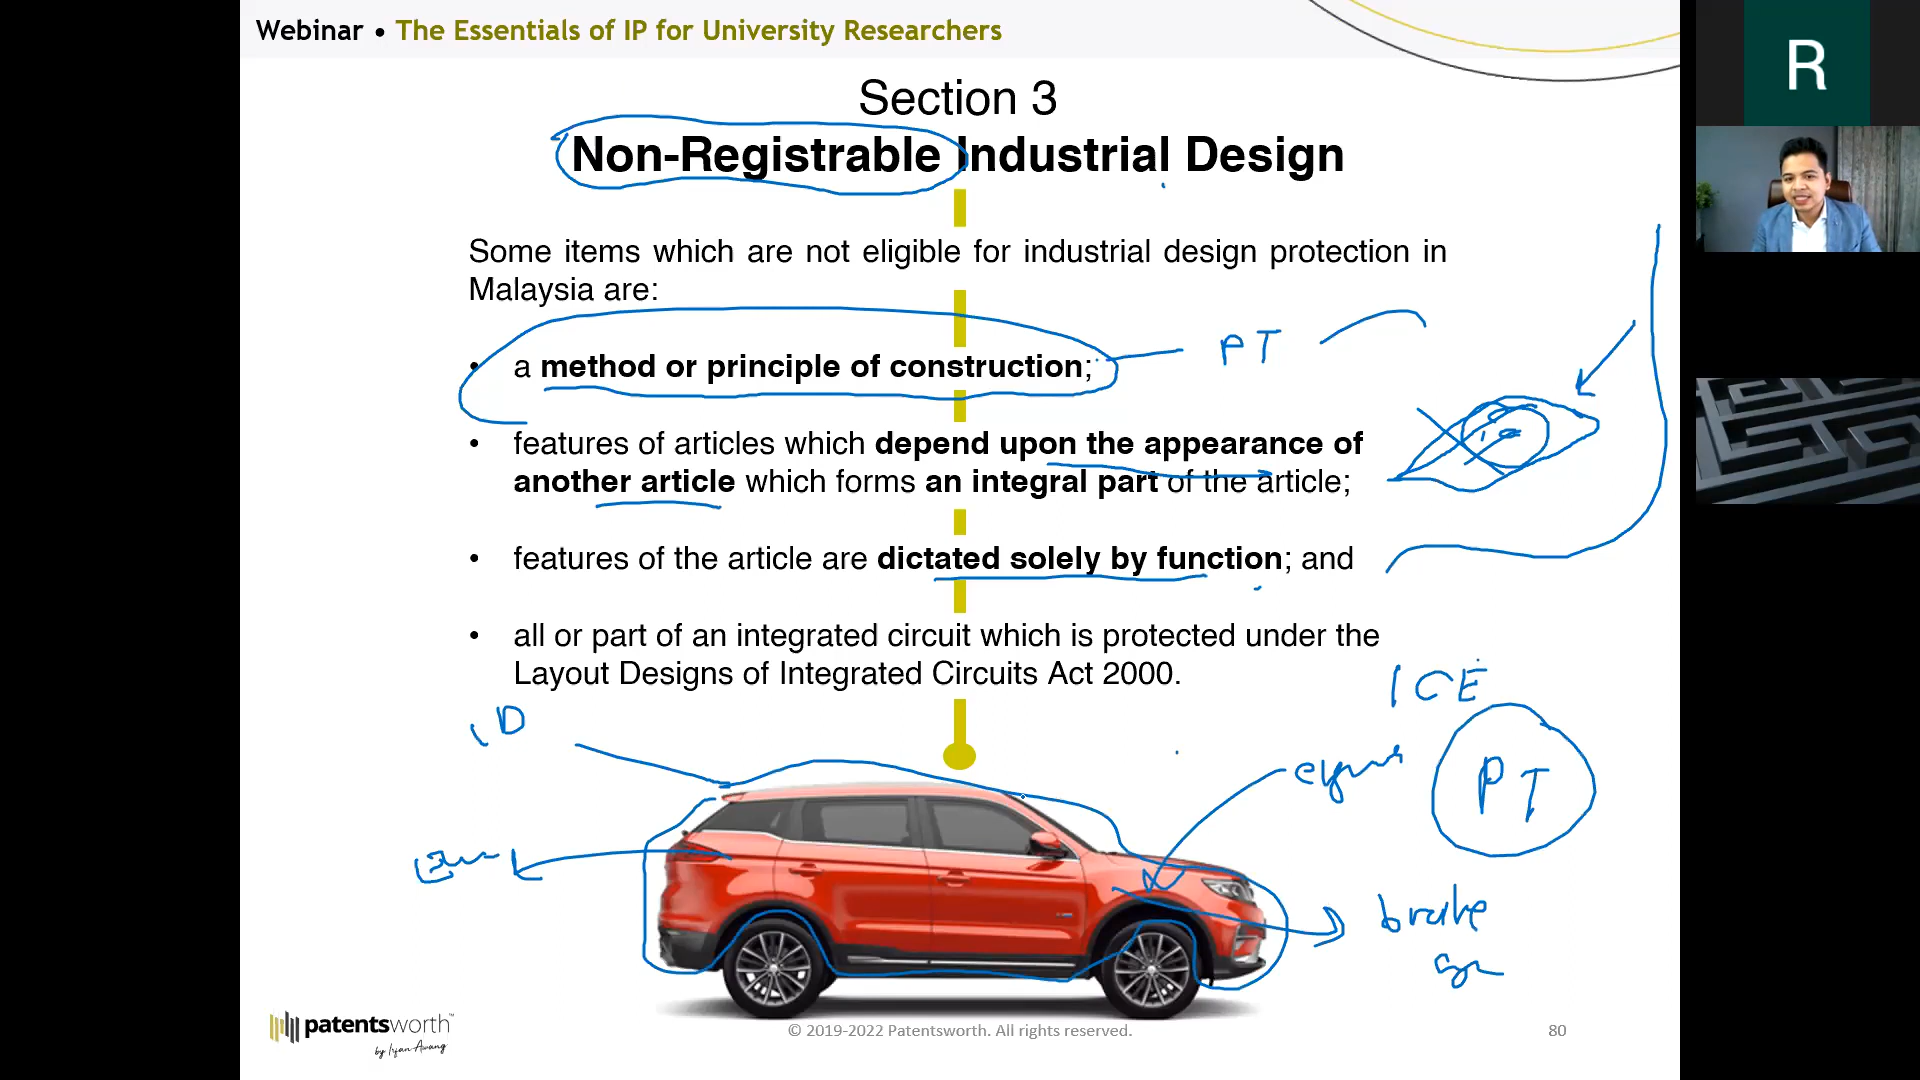 Webinar • The Essentials of IP for University Researchers
R
Section 3
Non-Registrable Industrial Design
Some items which are not eligible for industrial design protection in
Malaysia are:
• a method or principle of construction;
PT
• features of articles which depend upon the appearance of
another article which forms an integral part of the article;
• features of the article are dictated solely by function; and
• all or part of an integrated circuit which is protected under the
Layout Designs of Integrated Circuits Act 2000.
ICE
ID
PT
brake
patentsworth™
by Irfan Awang
© 2019-2022 Patentsworth. All rights reserved.
80